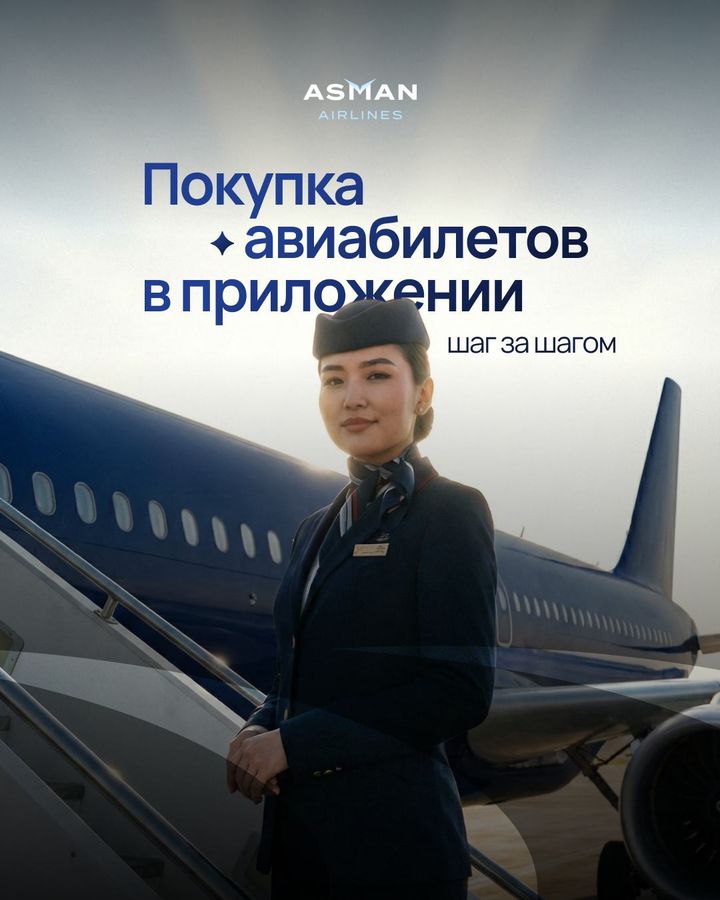 ASMAN
AIRLINES
Покупка
авиабилетов
в приложении
шаг за шагом